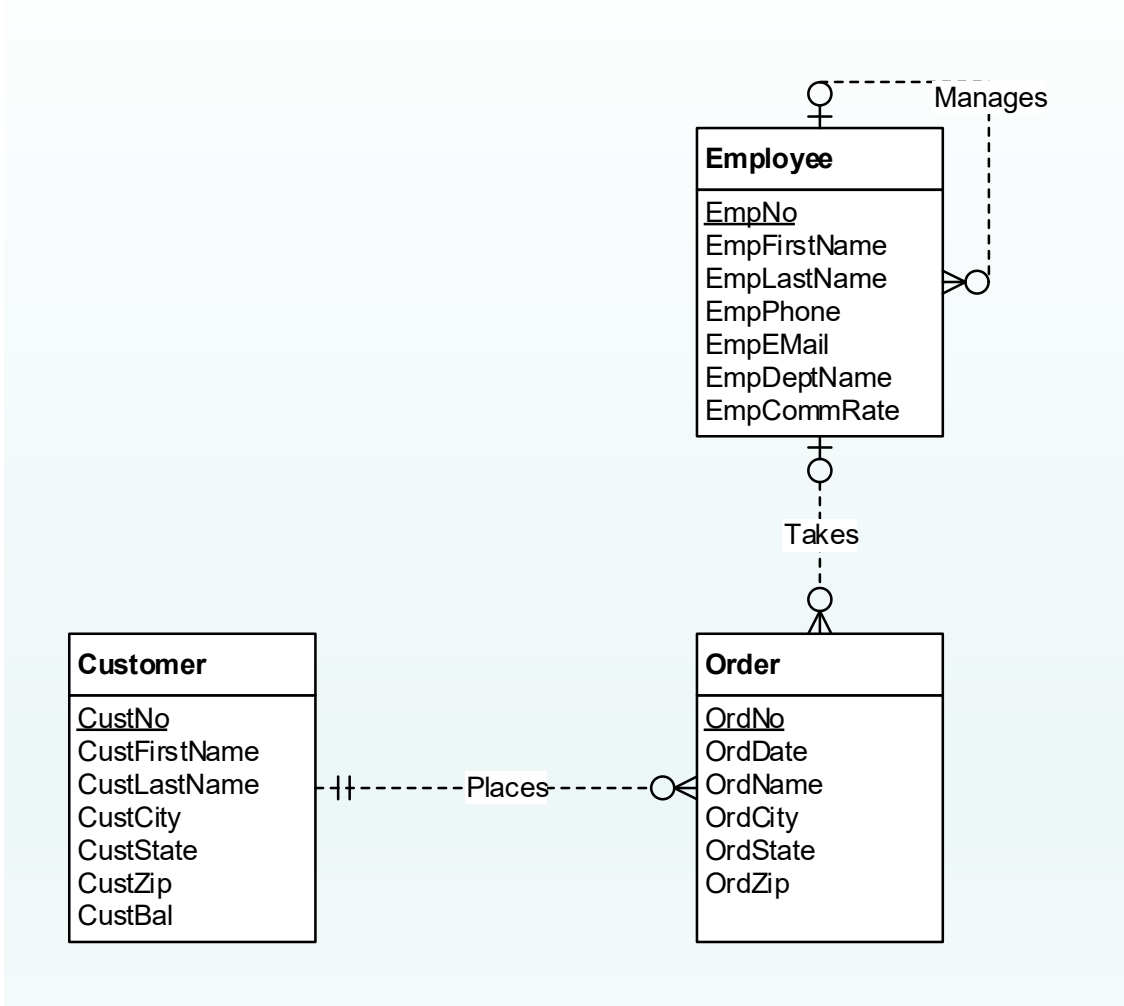 Manages
Employee
EmpNo
EmpFirstName
EmpLastName
EmpPhone
EmpEMail
EmpDeptName
EmpCommRate
Takes
Customer
CustNo
CustFirstName
CustLastName
CustCity
CustState
CustZip
CustBal
Places
Order
OrdNo
OrdDate
OrdName
OrdCity
OrdState
OrdZip